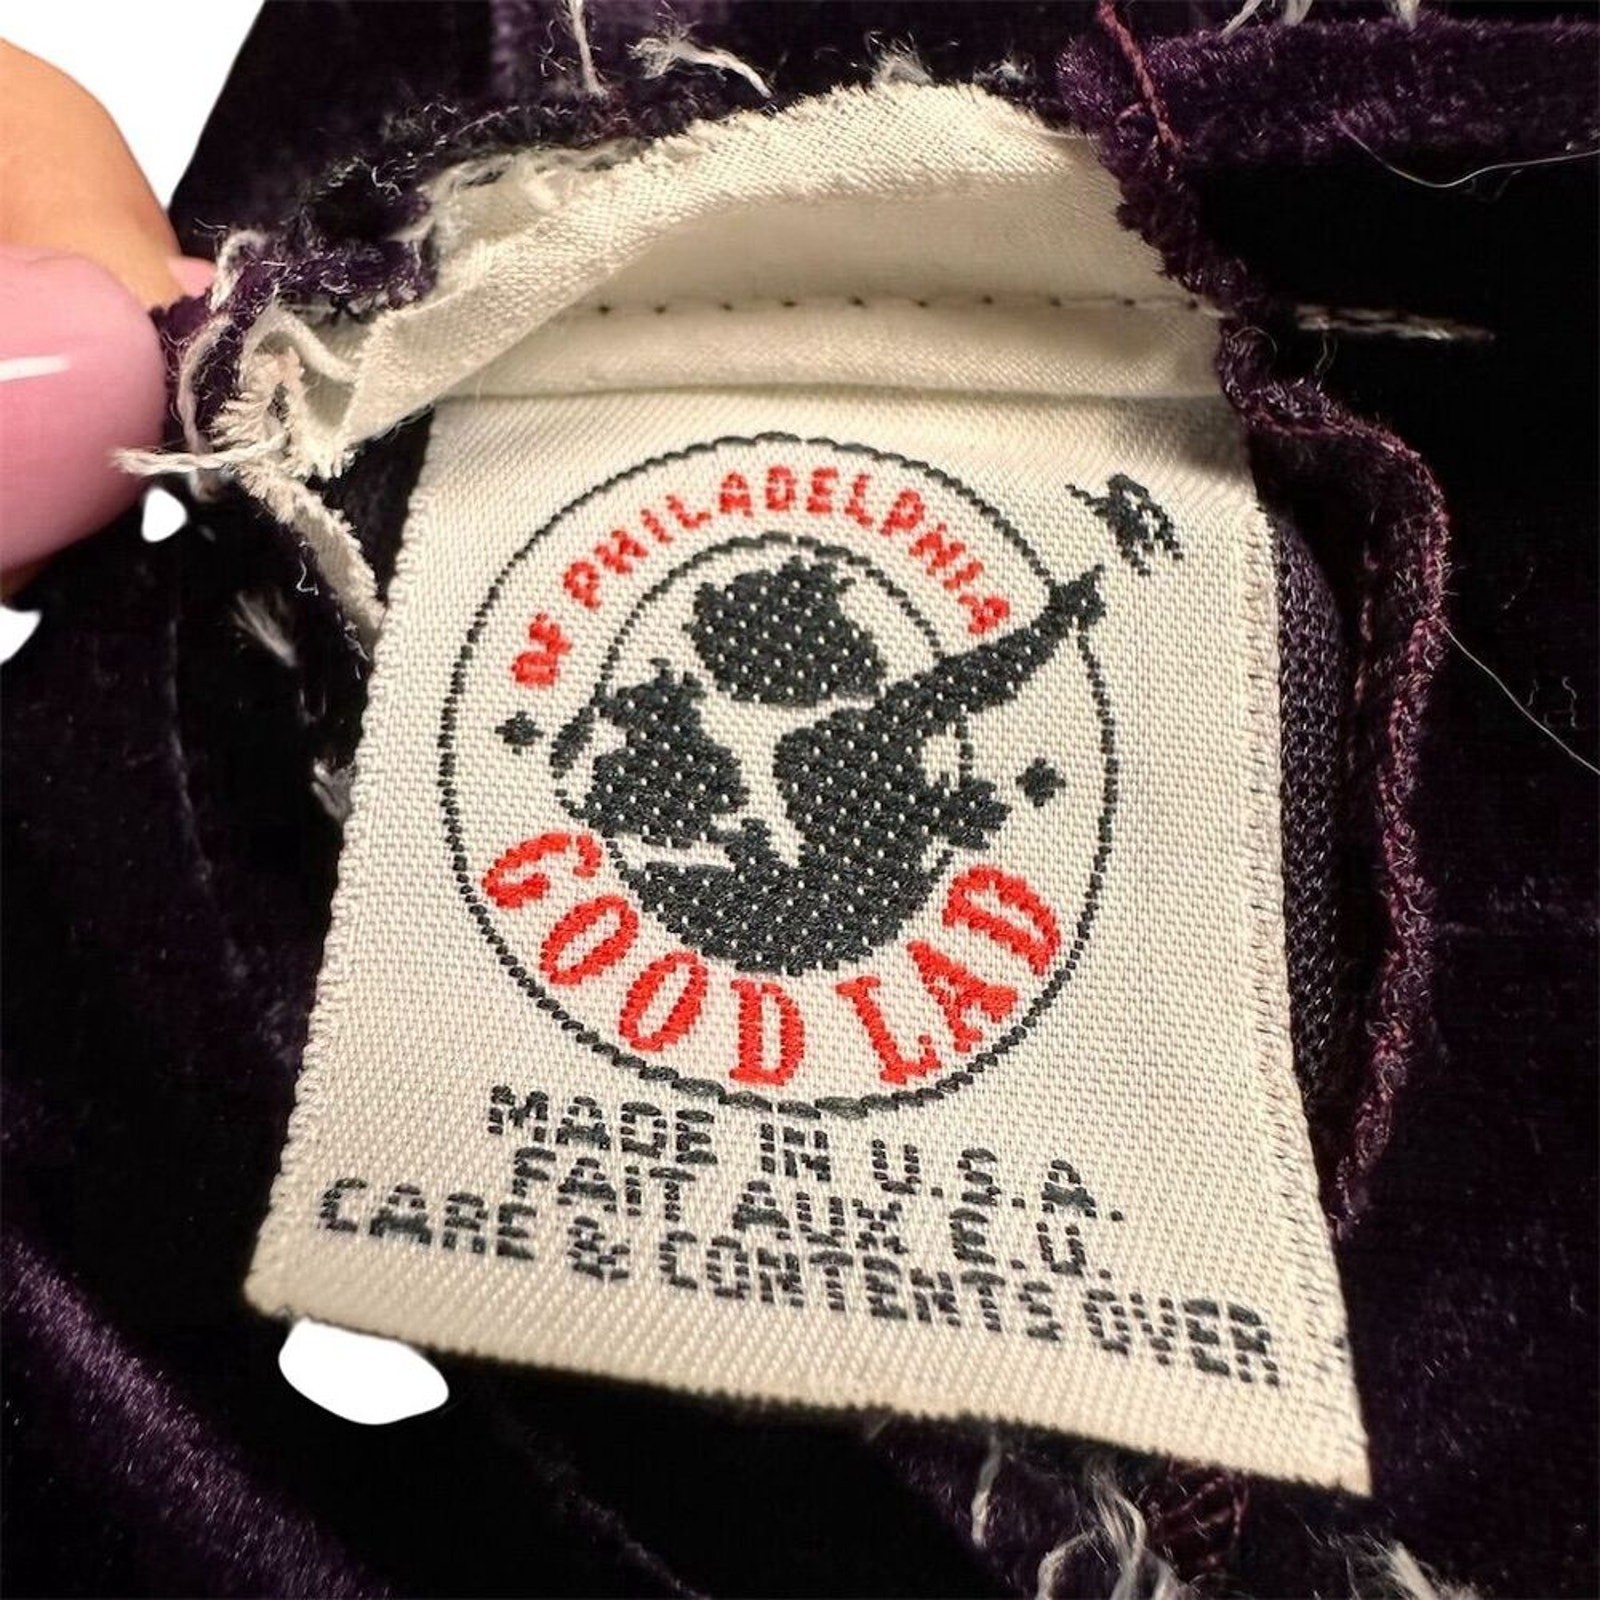 OF PHILADELPHIA
GOOD LAD
MADE IN U.S.A.
FAIT AUX E.U.
CARE & CONTENTS OVER